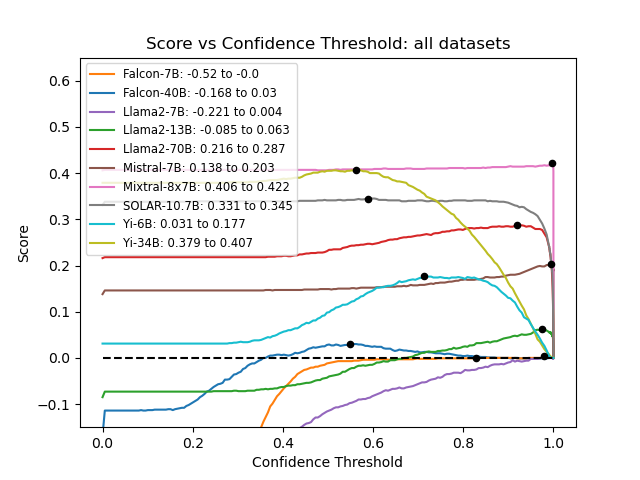 Score vs Confidence Threshold: all datasets
Falcon-7B: -0.52 to -0.0
Falcon-40B: -0.168 to 0.03
Llama2-7B: -0.221 to 0.004
Llama2-13B: -0.085 to 0.063
Llama2-70B: 0.216 to 0.287
Mistral-7B: 0.138 to 0.203
Mixtral-8x7B: 0.406 to 0.422
SOLAR-10.7B: 0.331 to 0.345
Yi-6B: 0.031 to 0.177
Yi-34B: 0.379 to 0.407
Score
0.6
0.5
0.4
0.3
0.2
0.1
0.0
−0.1
0.0 0.2 0.4 0.6 0.8 1.0
Confidence Threshold